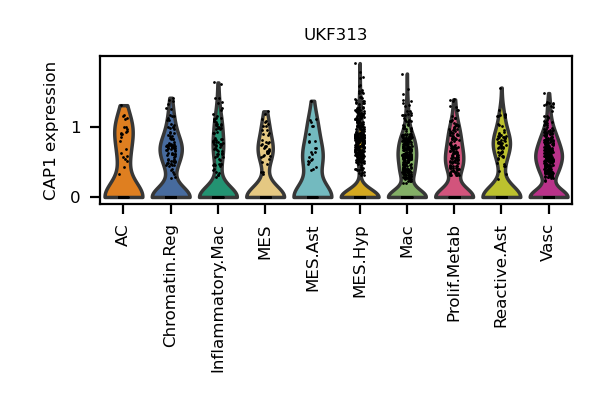 UKF313
CAP1 expression
1
0
AC
Chromatin.Reg
Inflammatory.Mac
MES
MES.Ast
MES.Hyp
Mac
Prolif.Metab
Reactive.Ast
Vasc